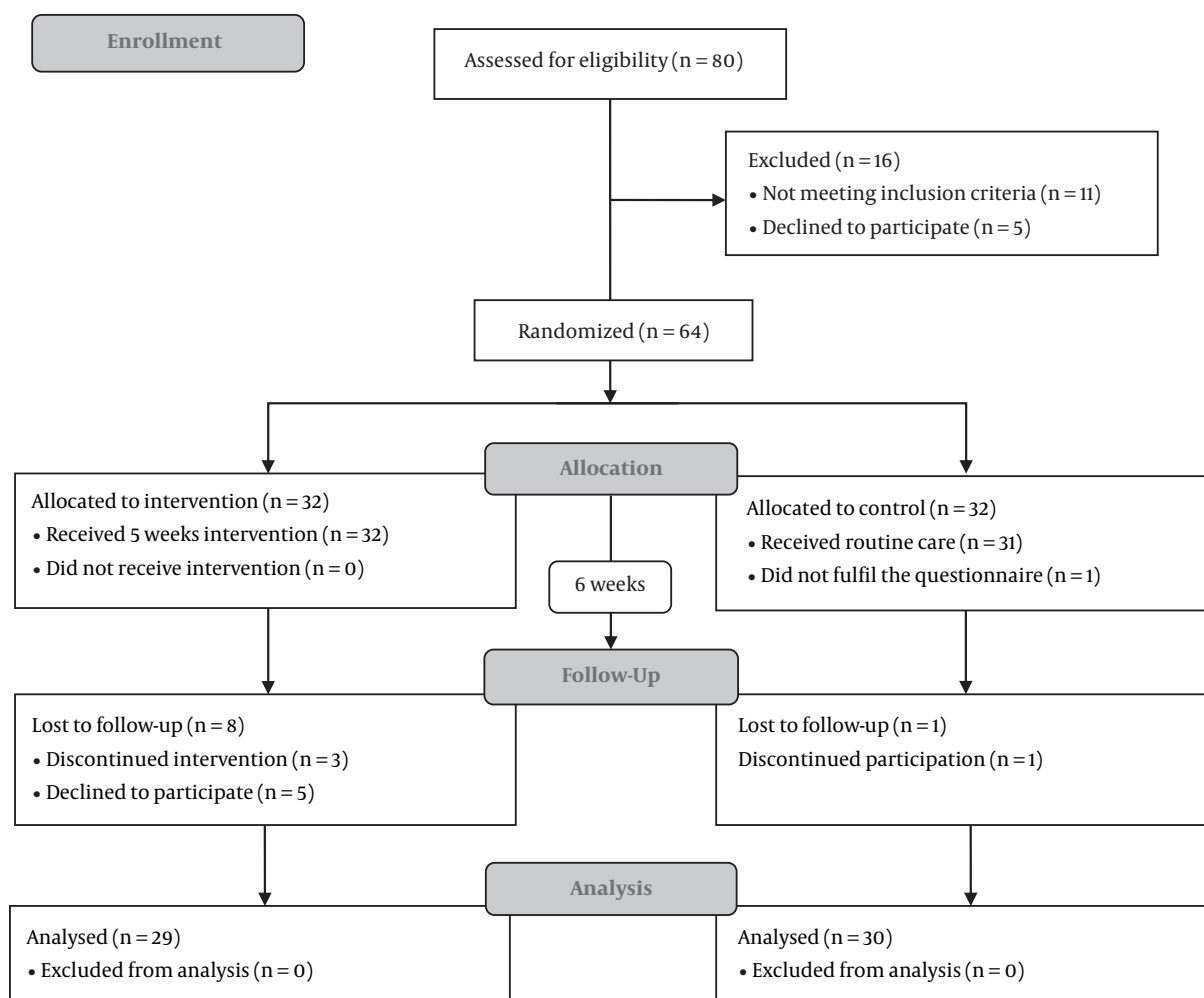 Enrollment
Assessed for eligibility (n = 80)
Excluded (n = 16)
• Not meeting inclusion criteria (n = 11)
• Declined to participate (n = 5)
Randomized (n = 64)
Allocation
Allocated to intervention (n = 32)
• Received 5 weeks intervention (n = 32)
• Did not receive intervention (n = 0)
Allocated to control (n = 32)
• Received routine care (n = 31)
• Did not fulfil the questionnaire (n = 1)
6 weeks
Follow-Up
Lost to follow-up (n = 8)
• Discontinued intervention (n = 3)
• Declined to participate (n = 5)
Lost to follow-up (n = 1)
Discontinued participation (n = 1)
Analysis
Analysed (n = 29)
• Excluded from analysis (n = 0)
Analysed (n = 30)
• Excluded from analysis (n = 0)